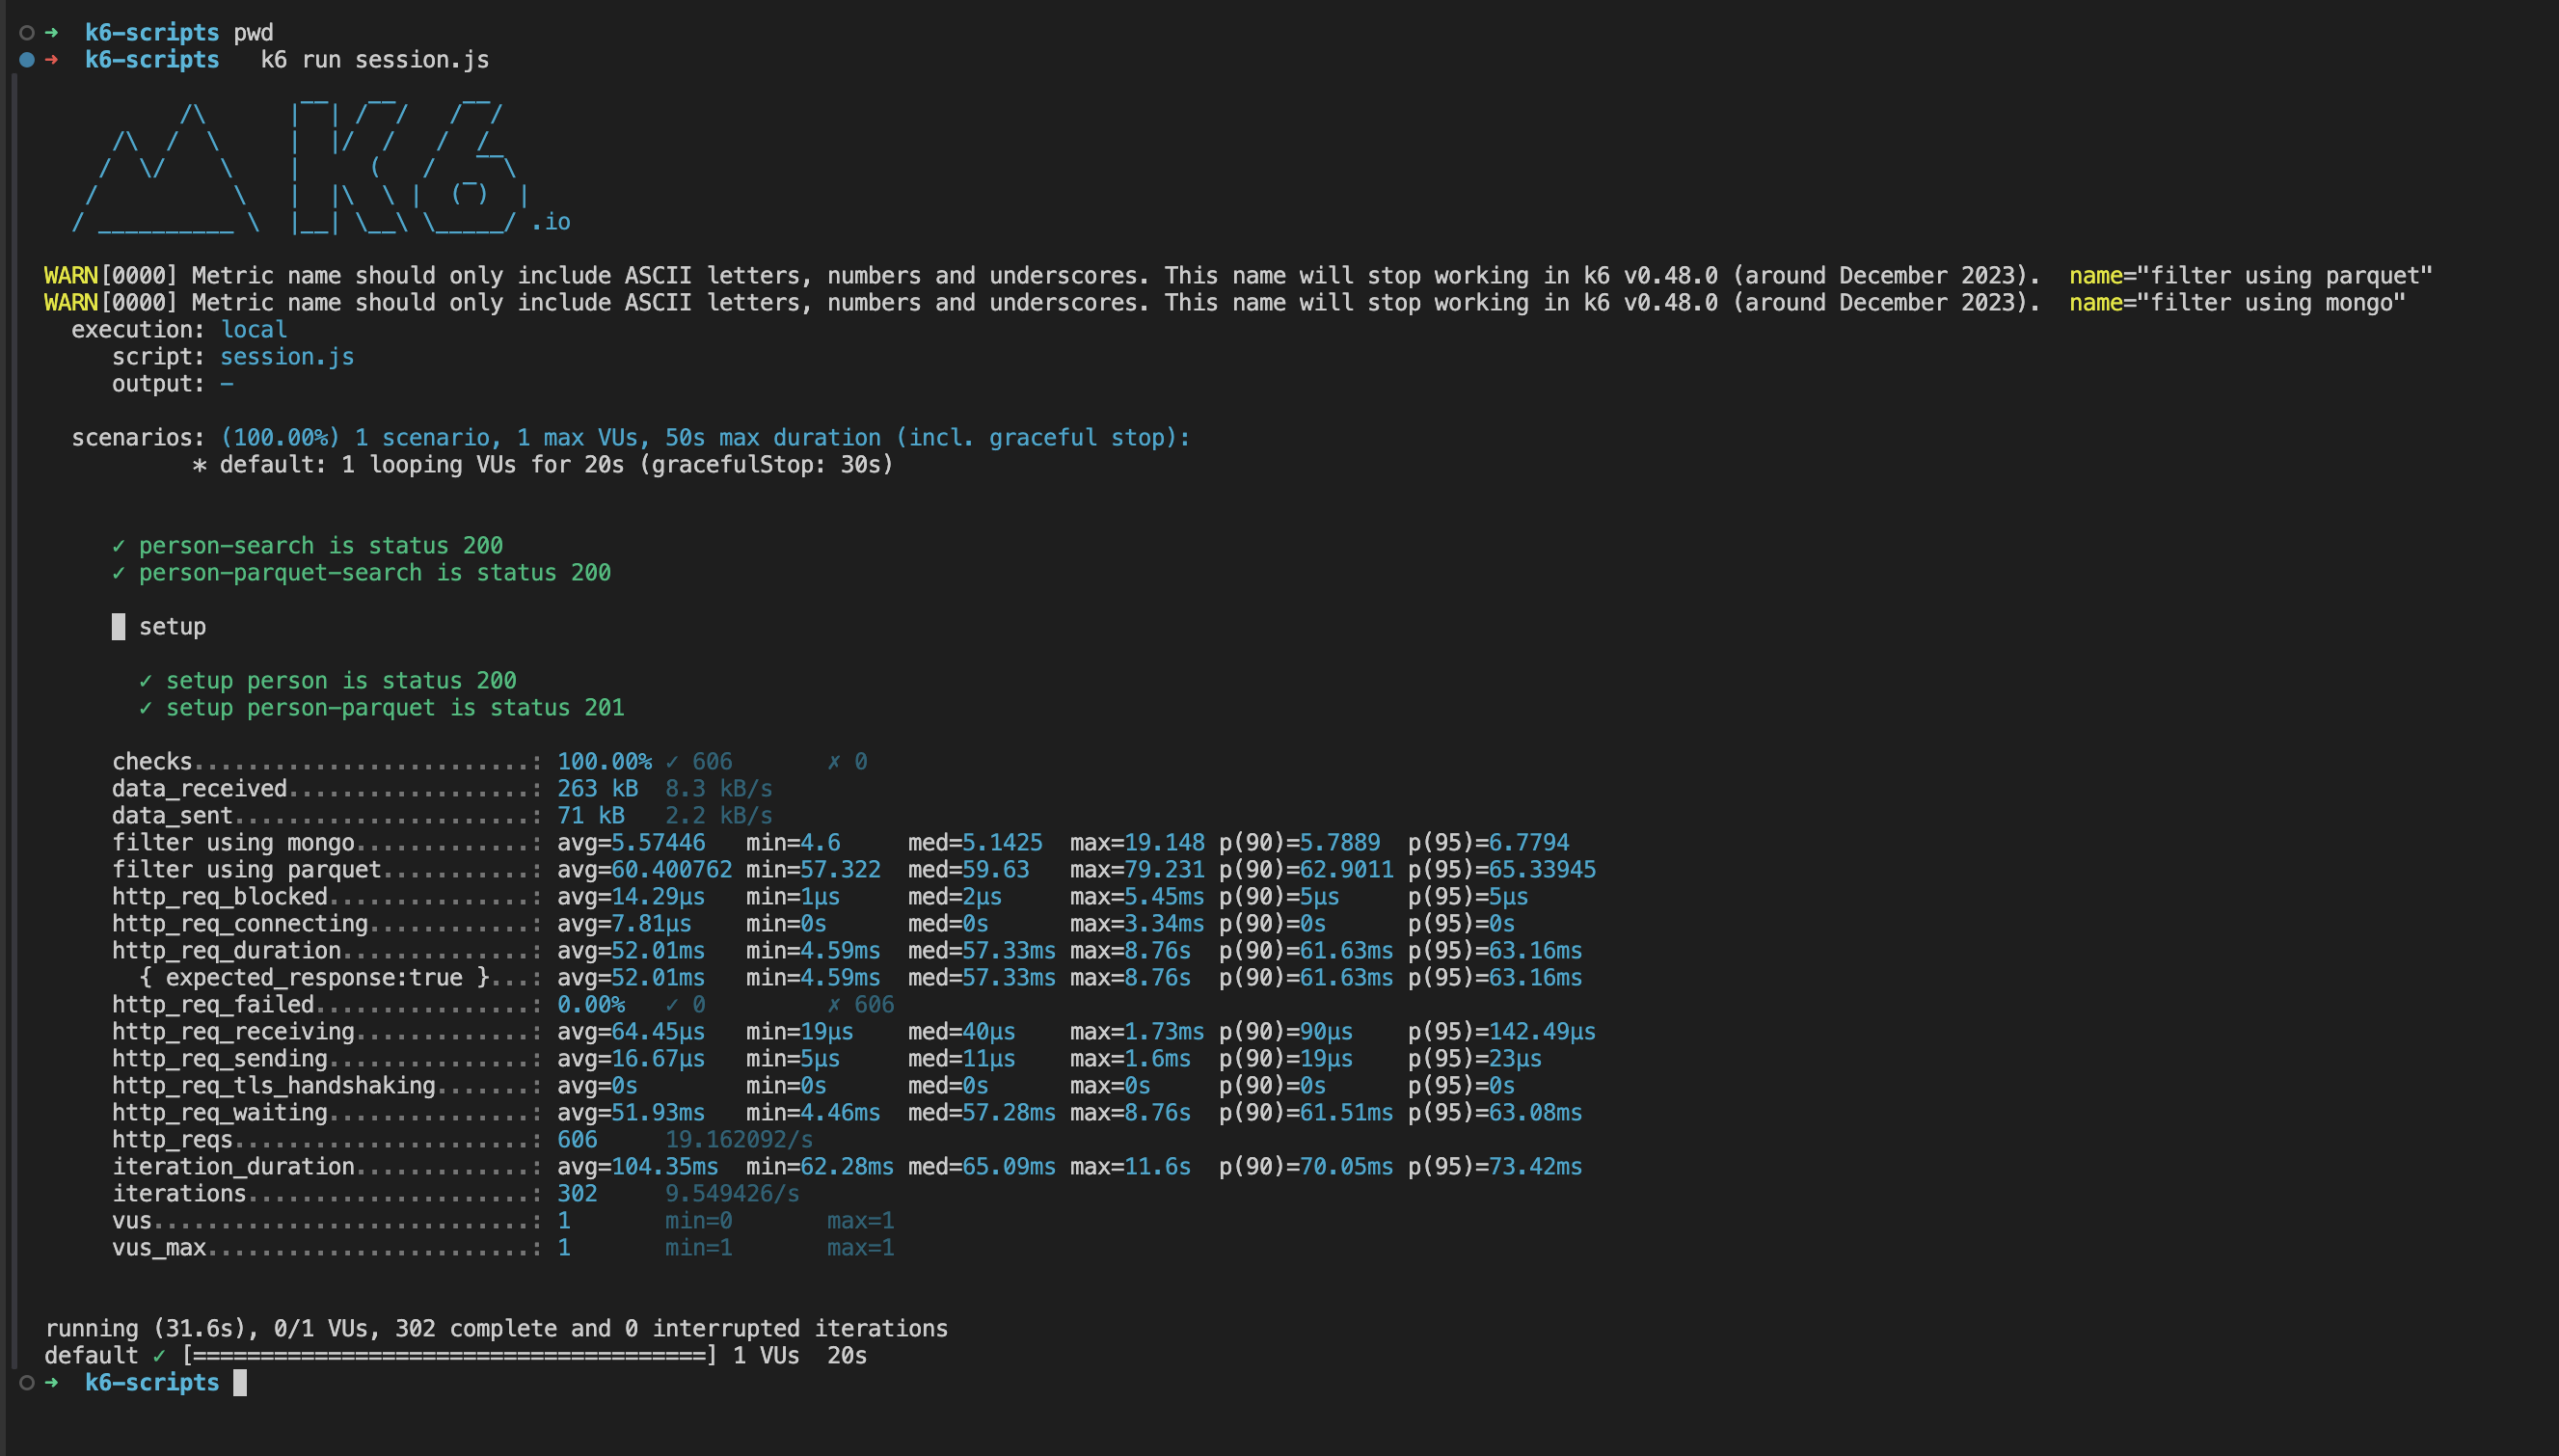 k6-scripts pwd
k6-scripts   k6 run session.js
          /\      |‾‾| /‾‾/   /‾‾/
     /\  /  \     |  |/  /   /  /
    /  \/    \    |     (   /   ‾‾\
   /          \   |  |\  \ |  (‾)  |
  / __________ \  |__| \__\ \_____/ .io
WARN[0000] Metric name should only include ASCII letters, numbers and underscores. This name will stop working in k6 v0.48.0 (around December 2023).  name="filter using parquet"
WARN[0000] Metric name should only include ASCII letters, numbers and underscores. This name will stop working in k6 v0.48.0 (around December 2023).  name="filter using mongo"
execution: local
script: session.js
output: -
scenarios: (100.00%) 1 scenario, 1 max VUs, 50s max duration (incl. graceful stop):
* default: 1 looping VUs for 20s (gracefulStop: 30s)
✓ person-search is status 200
✓ person-parquet-search is status 200
█ setup
✓ setup person is status 200
✓ setup person-parquet is status 201
checks.........................: 100.00% ✓ 606       ✗ 0
data_received..................: 263 kB  8.3 kB/s
data_sent......................: 71 kB   2.2 kB/s
filter using mongo.............: avg=5.57446   min=4.6     med=5.1425  max=19.148 p(90)=5.7889  p(95)=6.7794
filter using parquet...........: avg=60.400762 min=57.322  med=59.63   max=79.231 p(90)=62.9011 p(95)=65.33945
http_req_blocked...............: avg=14.29µs   min=1µs     med=2µs     max=5.45ms p(90)=5µs     p(95)=5µs
http_req_connecting............: avg=7.81µs    min=0s      med=0s      max=3.34ms p(90)=0s      p(95)=0s
http_req_duration..............: avg=52.01ms   min=4.59ms  med=57.33ms max=8.76s  p(90)=61.63ms p(95)=63.16ms
{ expected_response:true }...: avg=52.01ms   min=4.59ms  med=57.33ms max=8.76s  p(90)=61.63ms p(95)=63.16ms
http_req_failed................: 0.00%   ✓ 0         ✗ 606
http_req_receiving.............: avg=64.45µs   min=19µs    med=40µs    max=1.73ms p(90)=90µs    p(95)=142.49µs
http_req_sending...............: avg=16.67µs   min=5µs     med=11µs    max=1.6ms  p(90)=19µs    p(95)=23µs
http_req_tls_handshaking.......: avg=0s        min=0s      med=0s      max=0s     p(90)=0s      p(95)=0s
http_req_waiting...............: avg=51.93ms   min=4.46ms  med=57.28ms max=8.76s  p(90)=61.51ms p(95)=63.08ms
http_reqs......................: 606     19.162092/s
iteration_duration.............: avg=104.35ms  min=62.28ms med=65.09ms max=11.6s  p(90)=70.05ms p(95)=73.42ms
iterations.....................: 302     9.549426/s
vus............................: 1       min=0       max=1
vus_max........................: 1       min=1       max=1
running (31.6s), 0/1 VUs, 302 complete and 0 interrupted iterations
default ✓ [======================================] 1 VUs  20s
k6-scripts